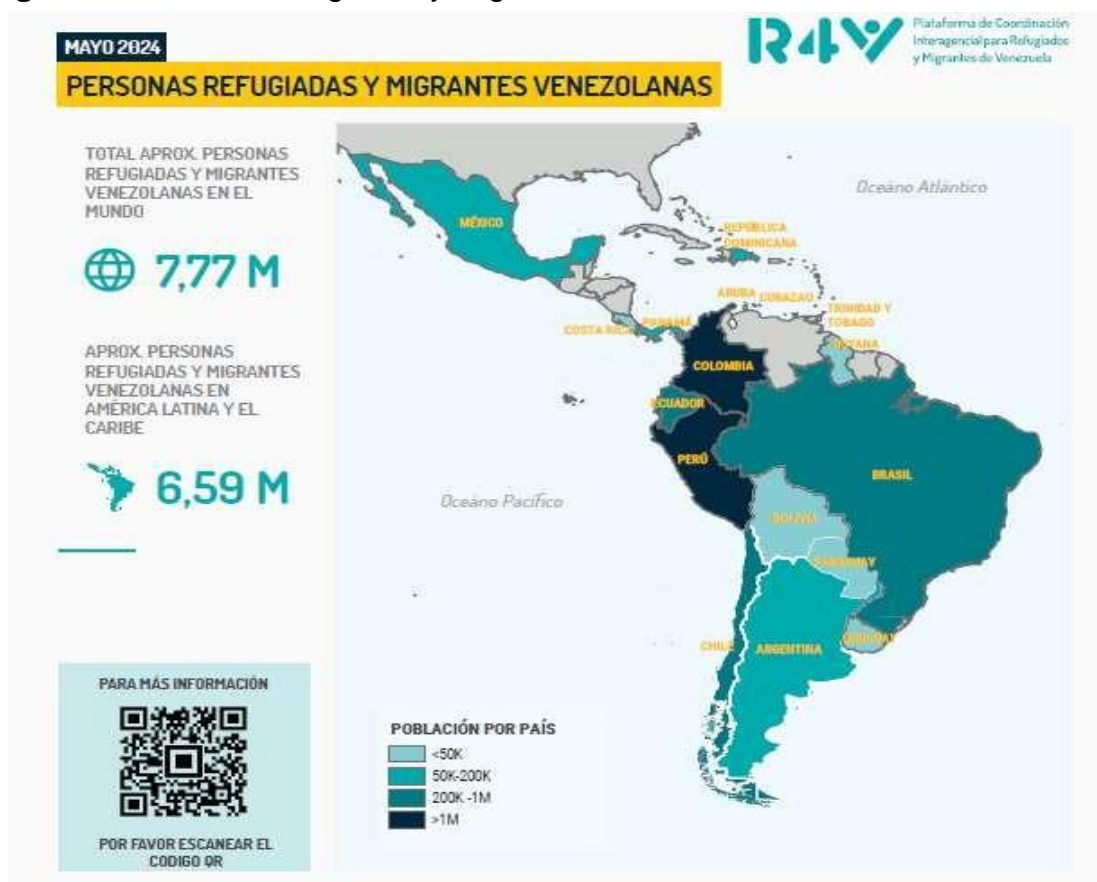 MAYO 2024
PERSONAS REFUGIADAS Y MIGRANTES VENEZOLANAS
R4V
Plataforma de Coordinación
Interagencial para Refugiados
y Migrantes de Venezuela
TOTAL APROX. PERSONAS
REFUGIADAS Y MIGRANTES
VENEZOLANAS EN EL
MUNDO
7,77 M
APROX. PERSONAS
REFUGIADAS Y MIGRANTES
VENEZOLANAS EN
AMÉRICA LATINA Y EL
CARIBE
6,59 M
PARA MÁS INFORMACIÓN
POR FAVOR ESCANEAR EL
CODIGO QR
Océano Atlántico
MÉXICO
REPÚBLICA
DOMINICANA
ARUBA
CURAZAO
TRINIDAD Y
TOBAGO
COSTA RICA
PANAMÁ
GUYANA
COLOMBIA
ECUADOR
PERÚ
BRASIL
Océano Pacífico
BOLIVIA
PARAGUAY
CHILE
ARGENTINA
URUGUAY
POBLACIÓN POR PAÍS
<50K
50K-200K
200K -1M
>1M